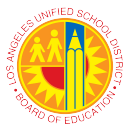 LOS ANGELES UNIFIED SCHOOL DISTRICT
BOARD OF EDUCATION